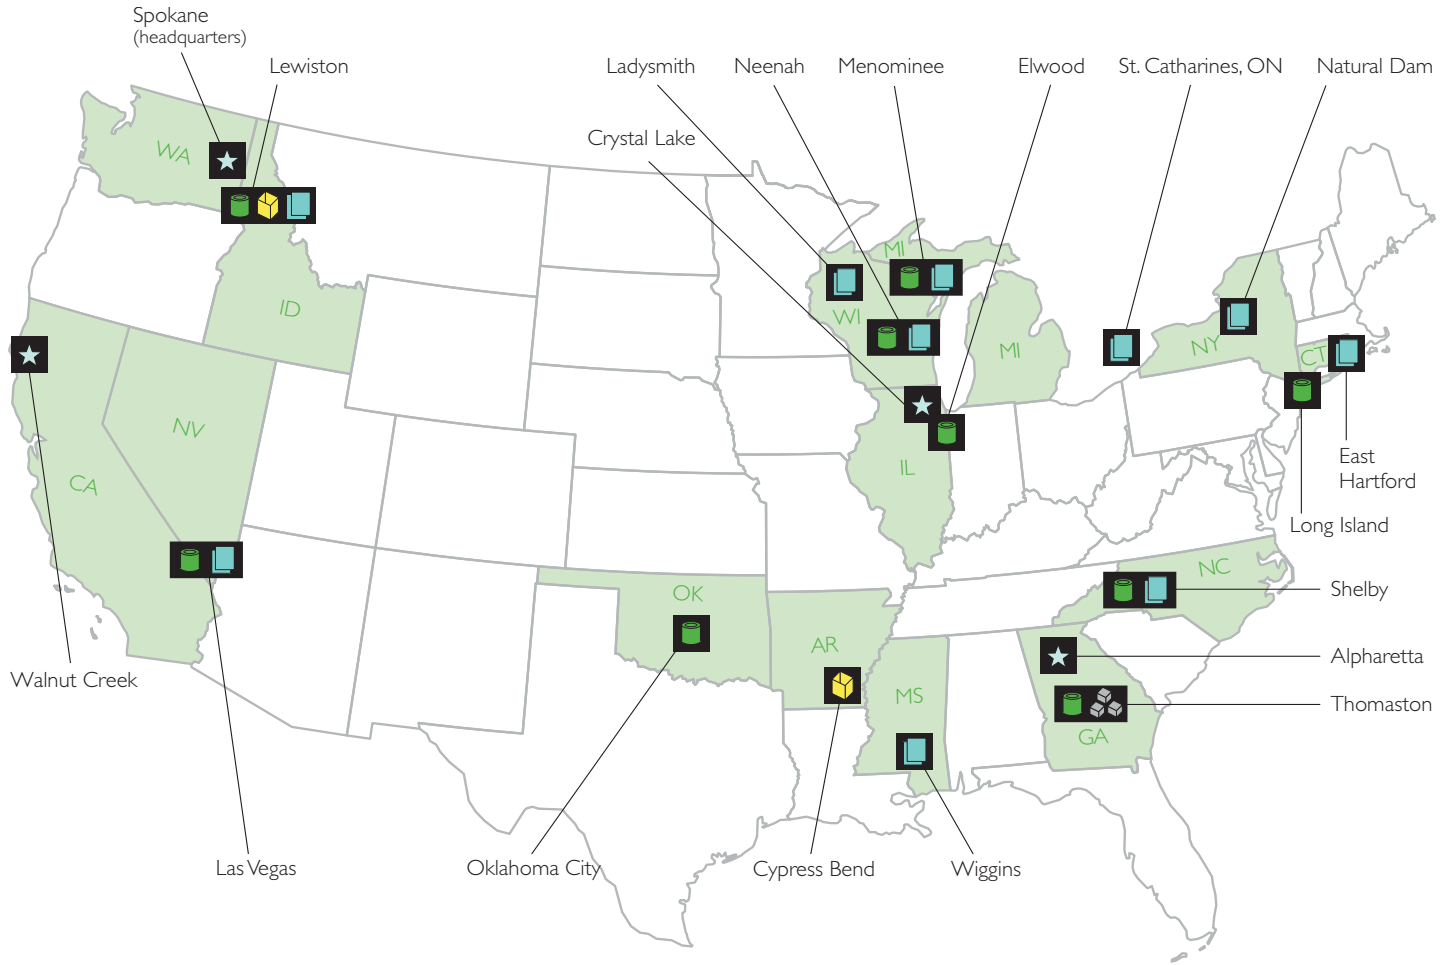 Spokane
(headquarters)
Lewiston
Ladysmith
Neenah
Menominee
Elwood
St. Catharines, ON
Natural Dam
Crystal Lake
WA
MI
ID
WI
MI
NY
CT
NV
CA
IL
East
Hartford
Long Island
NC
OK
Shelby
AR
Walnut Creek
Alpharetta
MS
Thomaston
GA
Las Vegas
Oklahoma City
Cypress Bend
Wiggins